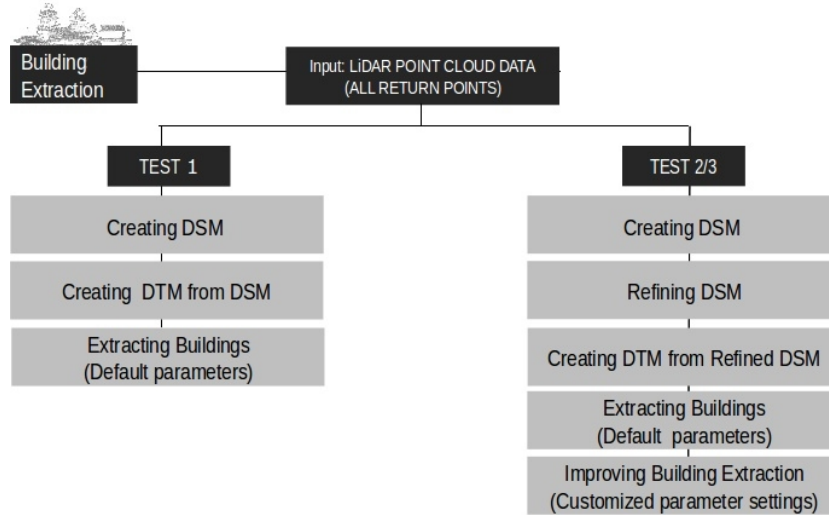 Building
Extraction
Input: LiDAR POINT CLOUD DATA
(ALL RETURN POINTS)
TEST 1
Creating DSM
Creating DTM from DSM
Extracting Buildings
(Default parameters)
TEST 2/3
Creating DSM
Refining DSM
Creating DTM from Refined DSM
Extracting Buildings
(Default parameters)
Improving Building Extraction
(Customized parameter settings)